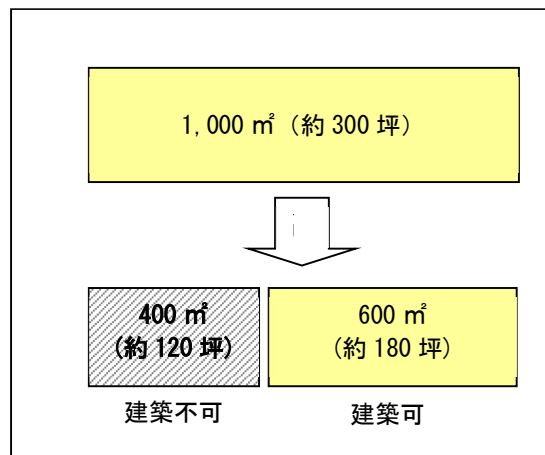 1,000 ㎡（約 300 坪）
400 ㎡
（約 120 坪）
600 ㎡
（約 180 坪）
建築不可
建築可